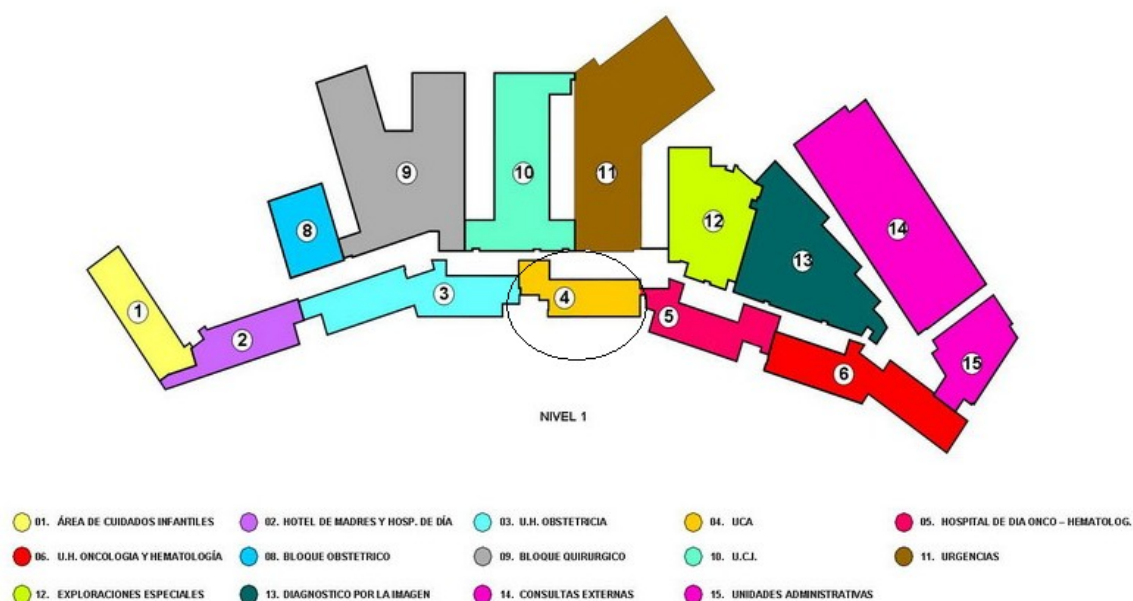 9
10
11
12
14
8
13
3
4
1
2
5
6
15
NIVEL 1
01. ÁREA DE CUIDADOS INFANTILES
02. HOTEL DE MADRES Y HOSP. DE DÍA
03. U.H. OBSTETRICIA
04. UCA
05. HOSPITAL DE DIA ONCO – HEMATOLOG.
06. U.H. ONCOLOGIA Y HEMATOLOGÍA
08. BLOQUE OBSTETRICO
09. BLOQUE QUIRURGICO
10. U.C.I.
11. URGENCIAS
12. EXPLORACIONES ESPECIALES
13. DIAGNOSTICO POR LA IMAGEN
14. CONSULTAS EXTERNAS
15. UNIDADES ADMINISTRATIVAS